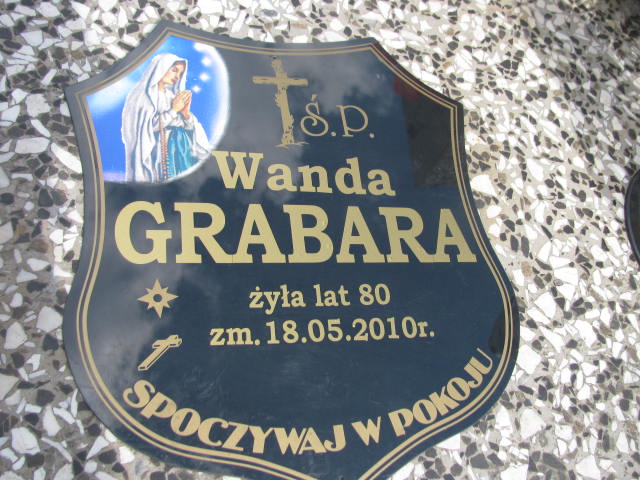 Ś.P.
Wanda
GRABARA
żyła lat 80
zm. 18.05.2010r.
SPOCZYWAJ W POKOJU